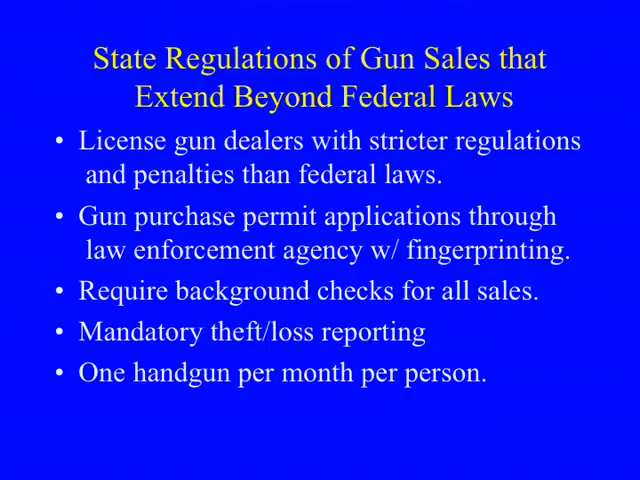 State Regulations of Gun Sales that
Extend Beyond Federal Laws
• License gun dealers with stricter regulations
and penalties than federal laws.
• Gun purchase permit applications through
law enforcement agency w/ fingerprinting.
• Require background checks for all sales.
• Mandatory theft/loss reporting
• One handgun per month per person.